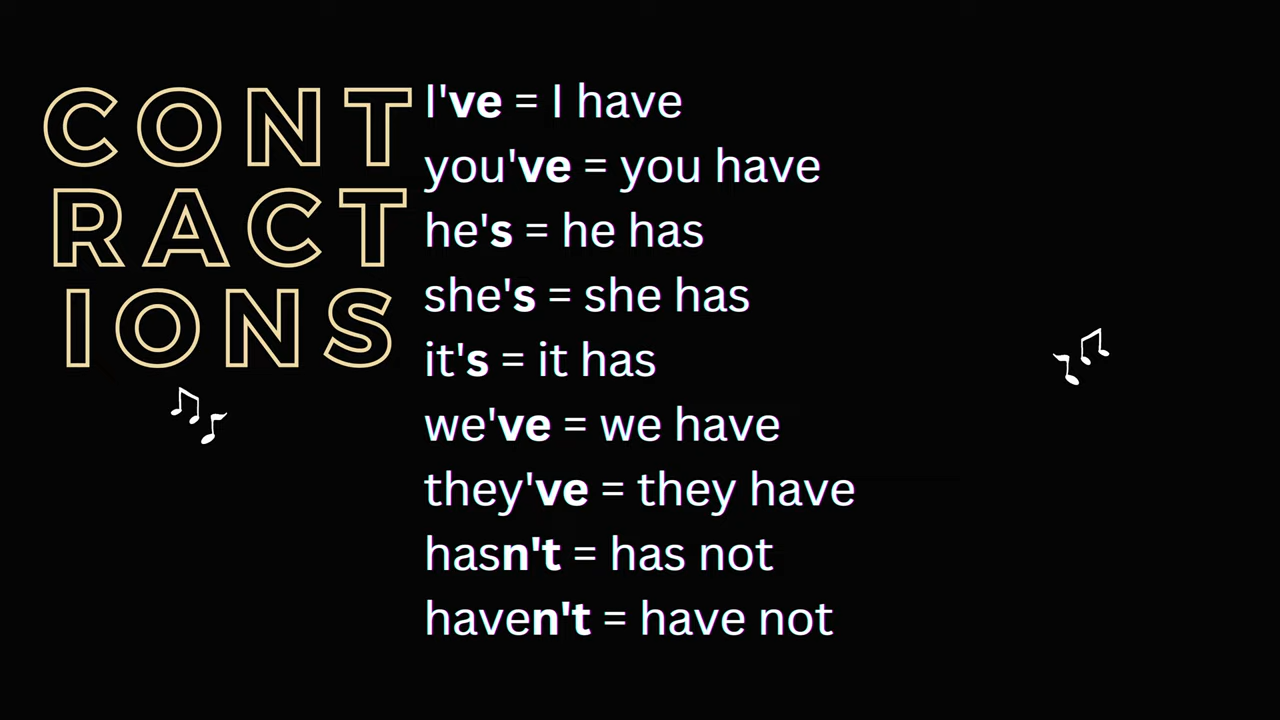 CONT
RACT
IONS
I've = I have
you've = you have
he's = he has
she's = she has
it's = it has
we've = we have
they've = they have
hasn't = has not
haven't = have not